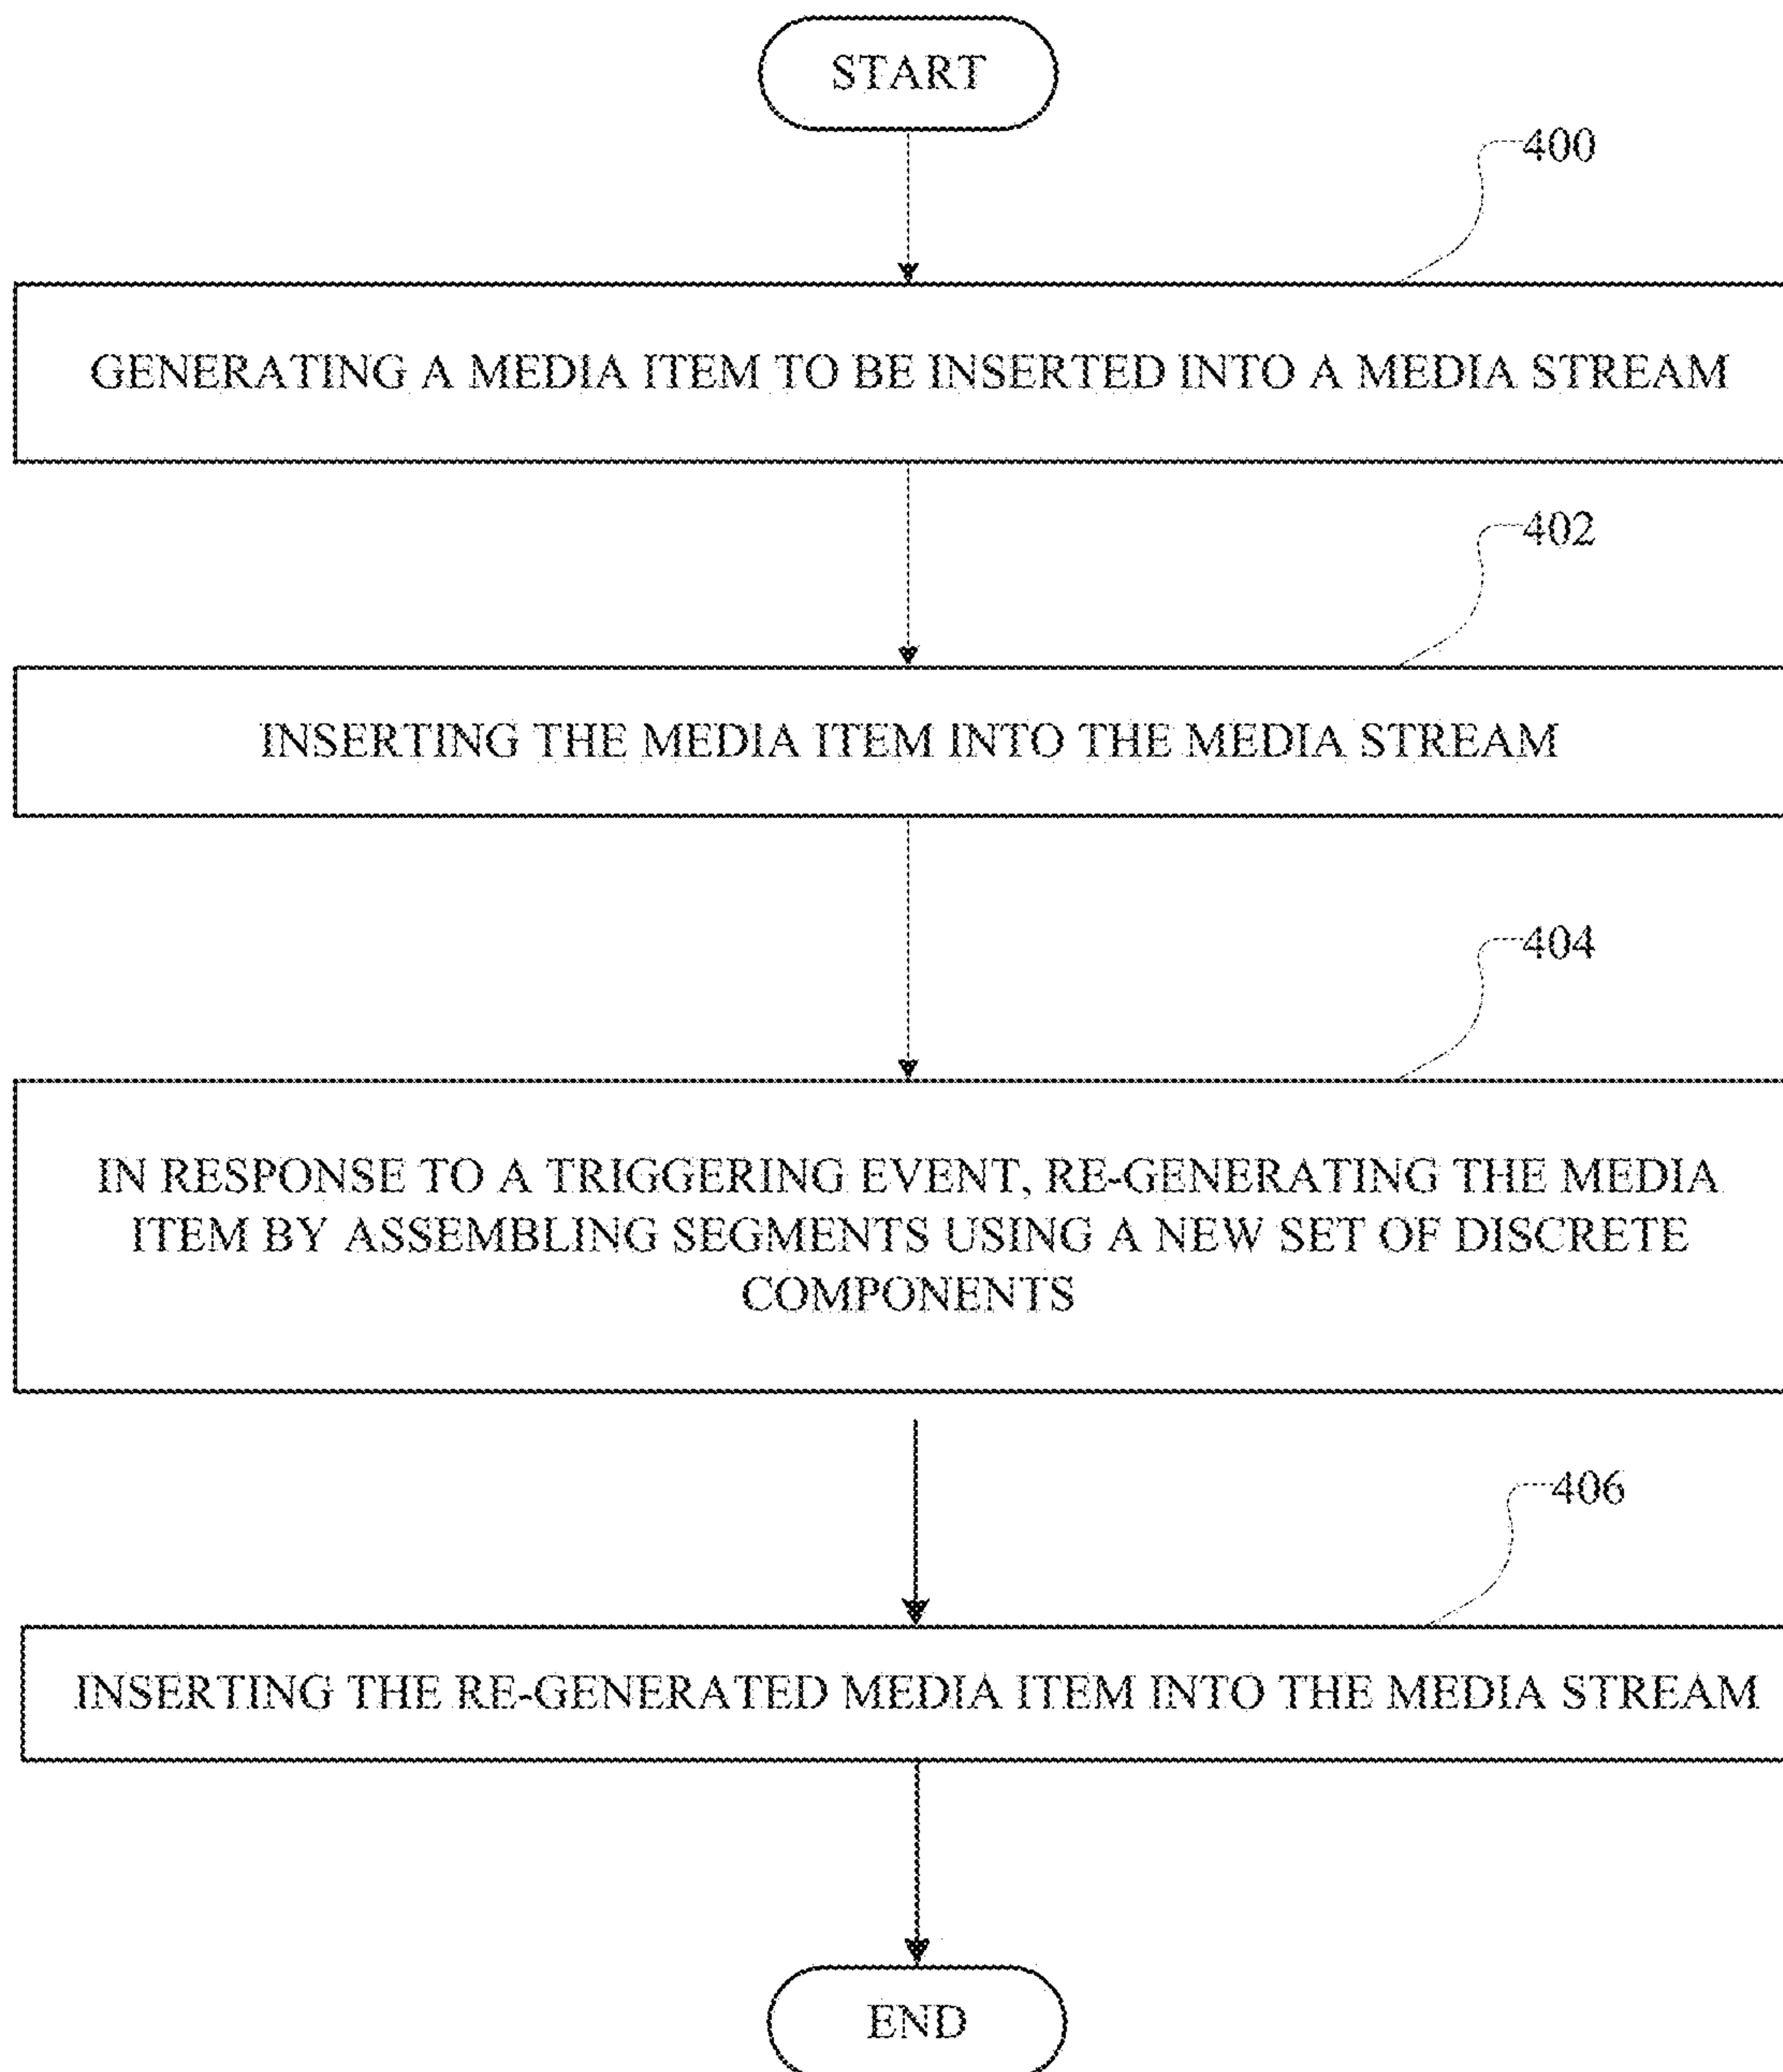 START
400
GENERATING A MEDIA ITEM TO BE INSERTED INTO A MEDIA STREAM
402
INSERTING THE MEDIA ITEM INTO THE MEDIA STREAM
404
IN RESPONSE TO A TRIGGERING EVENT, RE-GENERATING THE MEDIA
ITEM BY ASSEMBLING SEGMENTS USING A NEW SET OF DISCRETE
COMPONENTS
406
INSERTING THE RE-GENERATED MEDIA ITEM INTO THE MEDIA STREAM
END